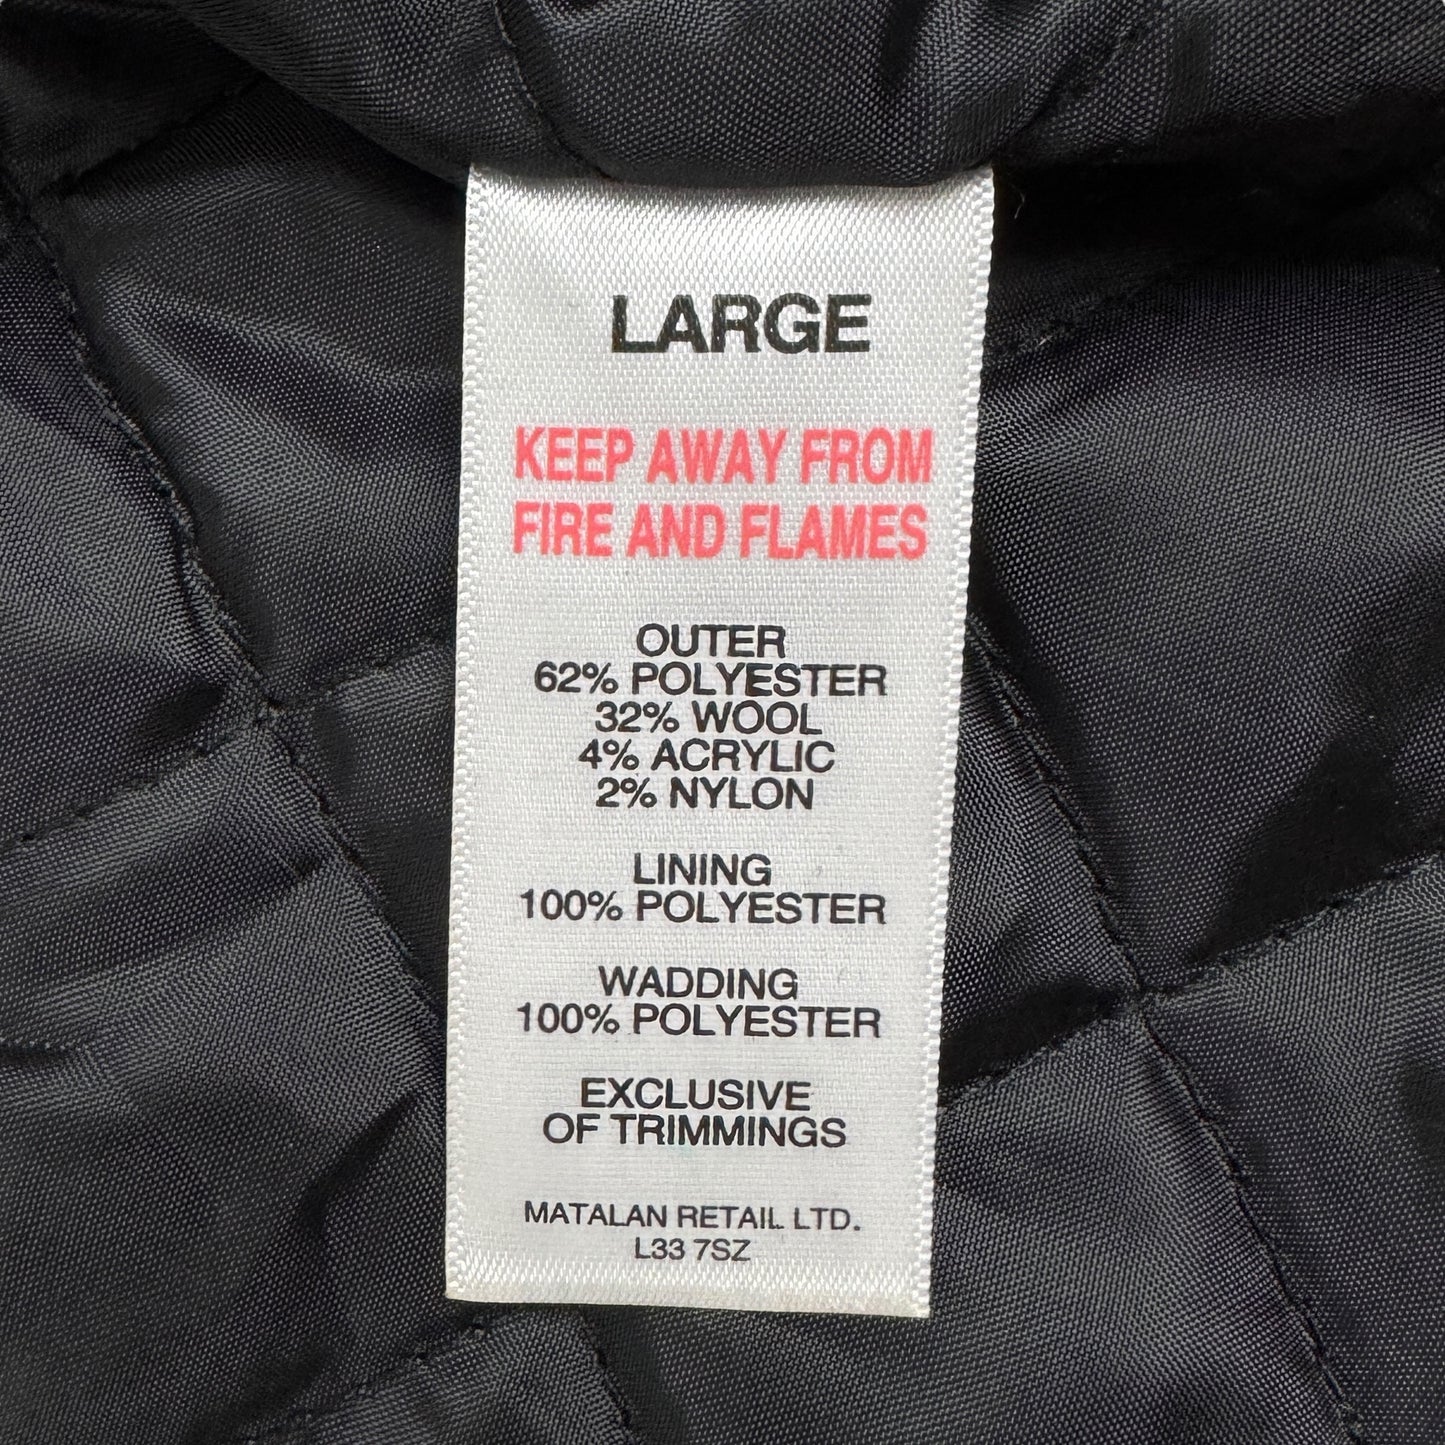 LARGE
KEEP AWAY FROM
FIRE AND FLAMES
OUTER
62% POLYESTER
32% WOOL
4% ACRYLIC
2% NYLON
LINING
100% POLYESTER
WADDING
100% POLYESTER
EXCLUSIVE
OF TRIMMINGS
MATALAN RETAIL LTD.
L33 7SZ